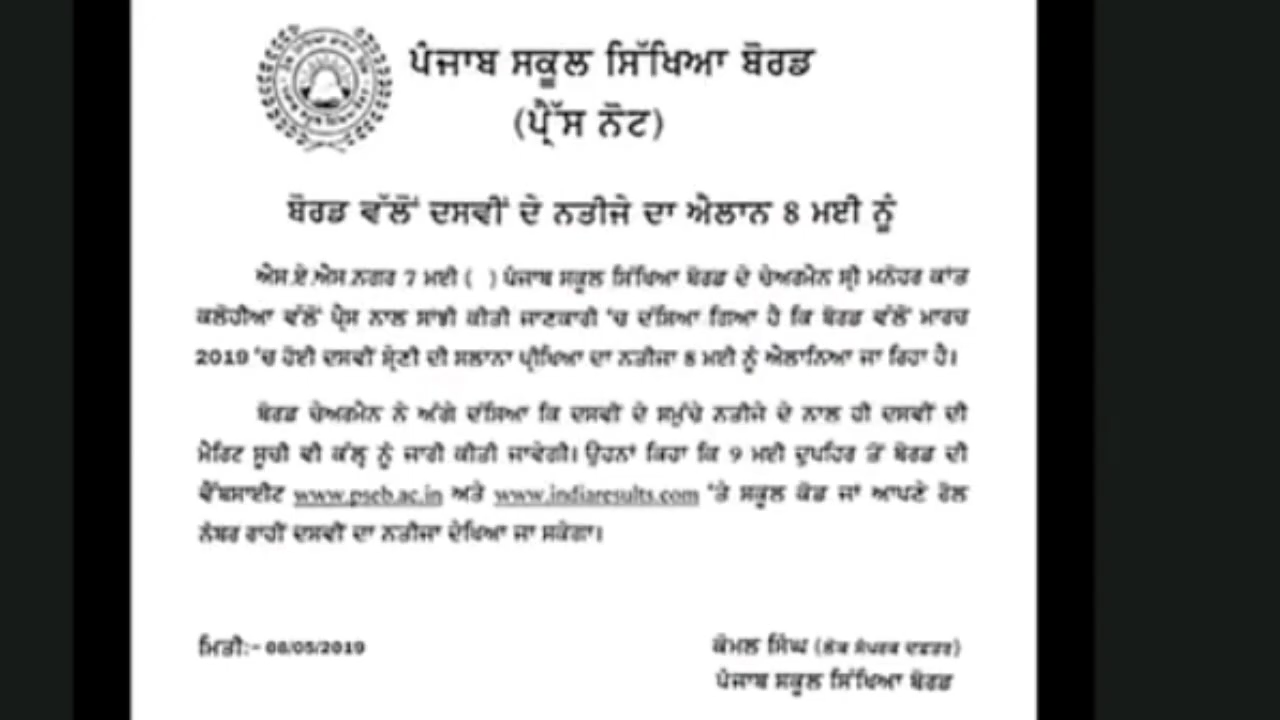 ਪੰਜਾਬ ਸਕੂਲ ਸਿੱਖਿਆ ਬੋਰਡ
(ਪ੍ਰੈੱਸ ਨੋਟ)
ਬੋਰਡ ਵੱਲੋਂ ਦਸਵੀਂ ਦੇ ਨਤੀਜੇ ਦਾ ਐਲਾਨ 8 ਮਈ ਨੂੰ
ਐਸ.ਏ.ਐਸ.ਨਗਰ 7 ਮਈ ( ) ਪੰਜਾਬ ਸਕੂਲ ਸਿੱਖਿਆ ਬੋਰਡ ਦੇ ਚੇਅਰਮੈਨ ਸ਼੍ਰੀ ਮਨੋਹਰ ਕਾਂਤ
ਕਲੋਹੀਆ ਵੱਲੋਂ ਪ੍ਰੈਸ ਨਾਲ ਸਾਂਝੀ ਕੀਤੀ ਜਾਣਕਾਰੀ 'ਚ ਦੱਸਿਆ ਗਿਆ ਹੈ ਕਿ ਬੋਰਡ ਵੱਲੋਂ ਮਾਰਚ
2019 'ਚ ਹੋਈ ਦਸਵੀਂ ਸ਼੍ਰੇਣੀ ਦੀ ਸਲਾਨਾ ਪ੍ਰੀਖਿਆ ਦਾ ਨਤੀਜਾ 8 ਮਈ ਨੂੰ ਐਲਾਨਿਆ ਜਾ ਰਿਹਾ ਹੈ।
ਬੋਰਡ ਚੇਅਰਮੈਨ ਨੇ ਅੱਗੇ ਦੱਸਿਆ ਕਿ ਦਸਵੀਂ ਦੇ ਸਮੁੱਚੇ ਨਤੀਜੇ ਦੇ ਨਾਲ ਹੀ ਦਸਵੀਂ ਦੀ
ਮੈਰਿਟ ਸੂਚੀ ਵੀ ਕੱਲ੍ਹ ਨੂੰ ਜਾਰੀ ਕੀਤੀ ਜਾਵੇਗੀ। ਉਹਨਾਂ ਕਿਹਾ ਕਿ 9 ਮਈ ਦੁਪਹਿਰ ਤੋਂ ਬੋਰਡ ਦੀ
ਵੈੱਬਸਾਈਟ www.pseb.ac.in ਅਤੇ www.indiaresults.com 'ਤੇ ਸਕੂਲ ਕੋਡ ਜਾਂ ਆਪਣੇ ਰੋਲ
ਨੰਬਰ ਰਾਹੀਂ ਦਸਵੀਂ ਦਾ ਨਤੀਜਾ ਦੇਖਿਆ ਜਾ ਸਕੇਗਾ।
ਮਿਤੀ:- 08/05/2019
ਕੋਮਲ ਸਿੰਘ (ਲੋਕ ਸੰਪਰਕ ਦਫਤਰ)
ਪੰਜਾਬ ਸਕੂਲ ਸਿੱਖਿਆ ਬੋਰਡ